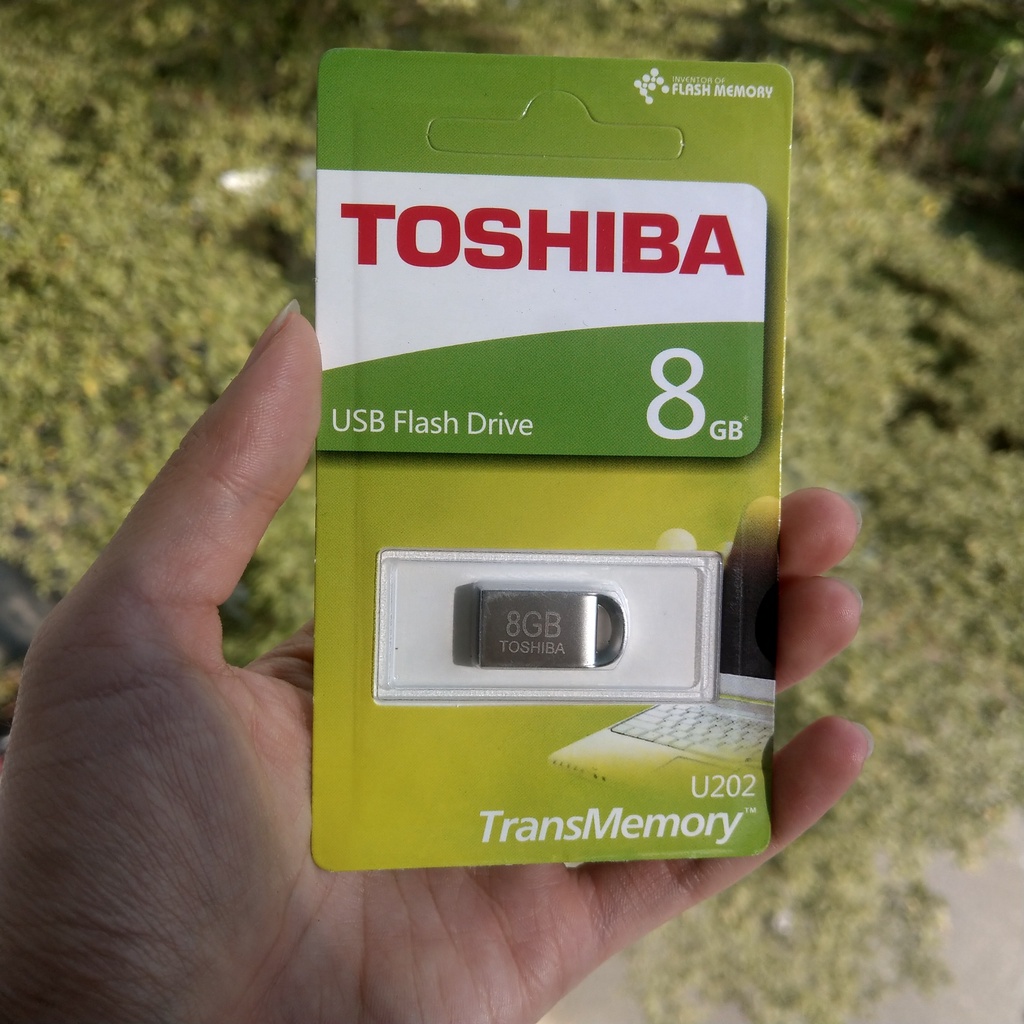 INVENTOR OF
FLASH MEMORY
TOSHIBA
8GB*
USB Flash Drive
8GB
TOSHIBA
U202
TransMemory™